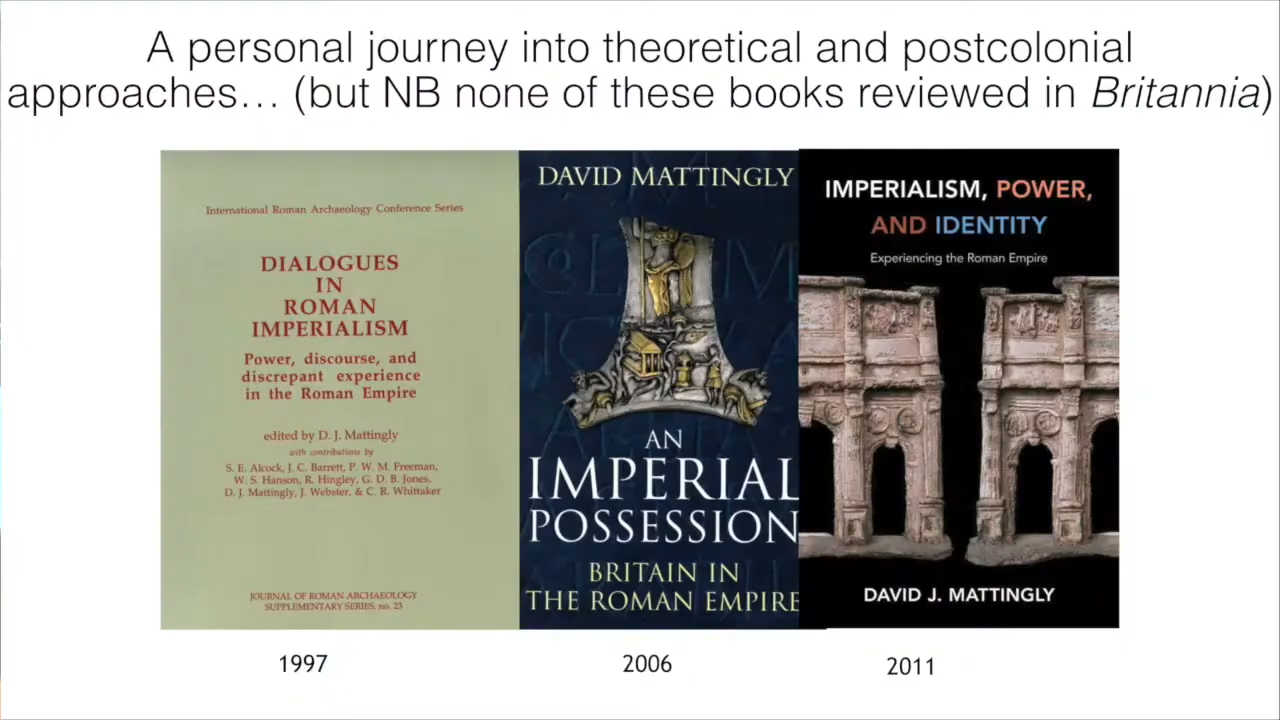 A personal journey into theoretical and postcolonial
approaches... (but NB none of these books reviewed in Britannia)
International Roman Archaeology Conference Series
DIALOGUES
IN
ROMAN
IMPERIALISM
Power, discourse, and
discrepant experience
in the Roman Empire
edited by D. J. Mattingly
with contributions by
S. E. Alcock, J. C. Barrett, P. W. M. Freeman,
W. S. Hanson, R. Hingley, G. D. B. Jones,
D. J. Mattingly, J. Webster, & C. R. Whittaker
JOURNAL OF ROMAN ARCHAEOLOGY
SUPPLEMENTARY SERIES, no. 23
1997
DAVID MATTINGLY
AN
IMPERIAL
POSSESSION
BRITAIN IN
THE ROMAN EMPIRE
2006
IMPERIALISM, POWER,
AND IDENTITY
Experiencing the Roman Empire
DAVID J. MATTINGLY
2011